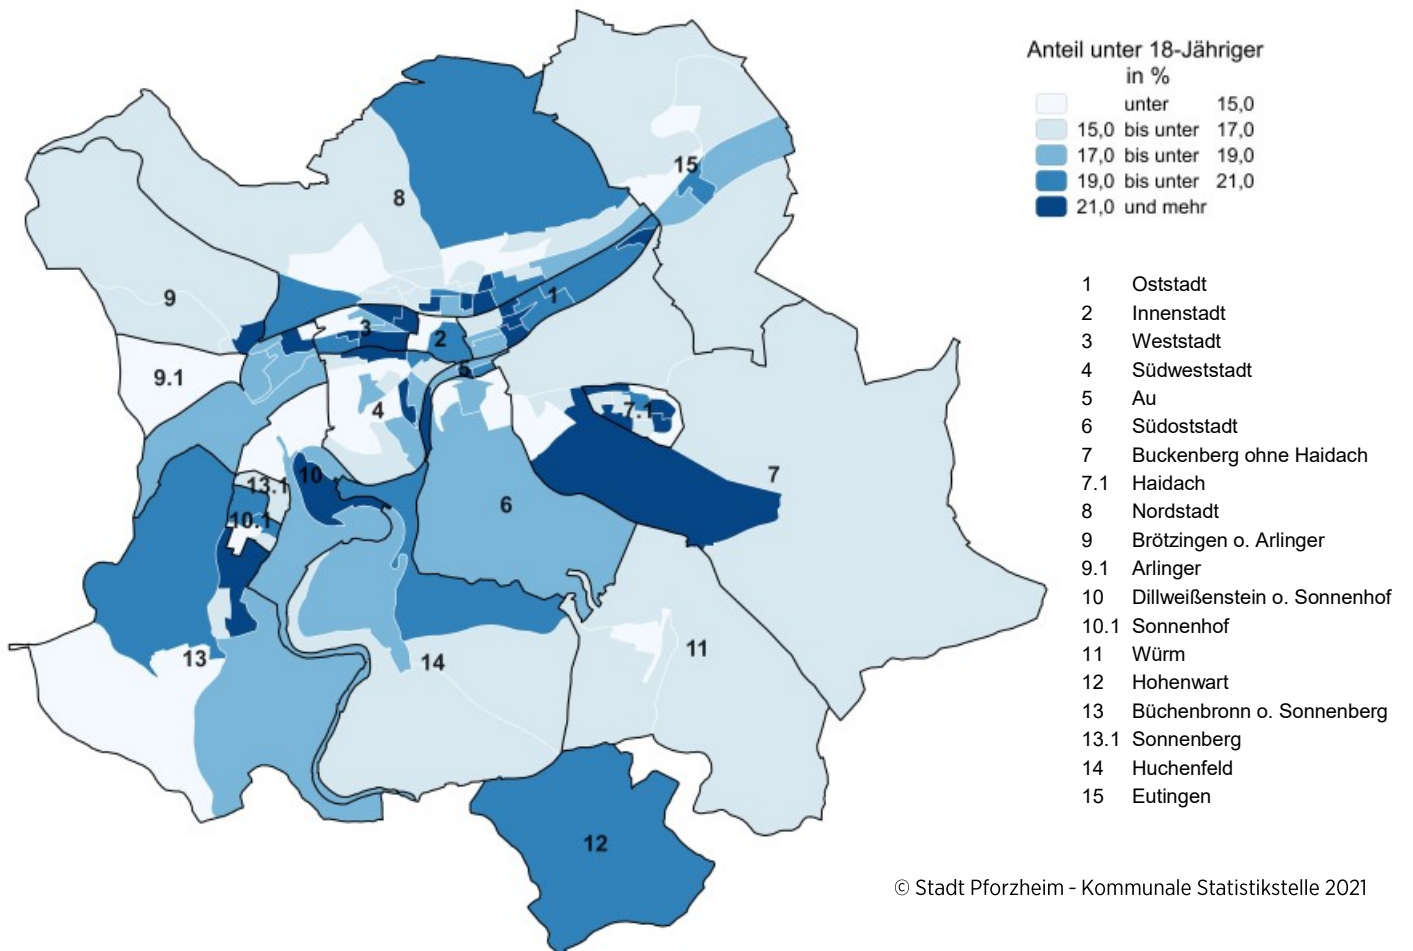 Anteil unter 18-Jähriger
in %
unter 15,0
15,0 bis unter 17,0
17,0 bis unter 19,0
19,0 bis unter 21,0
21,0 und mehr
1 Oststadt
2 Innenstadt
3 Weststadt
4 Südweststadt
5 Au
6 Südoststadt
7 Buckenberg ohne Haidach
7.1 Haidach
8 Nordstadt
9 Brötzingen o. Arlinger
9.1 Arlinger
10 Dillweißenstein o. Sonnenhof
10.1 Sonnenhof
11 Würm
12 Hohenwart
13 Büchenbronn o. Sonnenberg
13.1 Sonnenberg
14 Huchenfeld
15 Eutingen
© Stadt Pforzheim - Kommunale Statistikstelle 2021
15
8
9
1
3
2
5
9.1
4
7.1
7
10
13.1
6
10.1
11
13
14
12